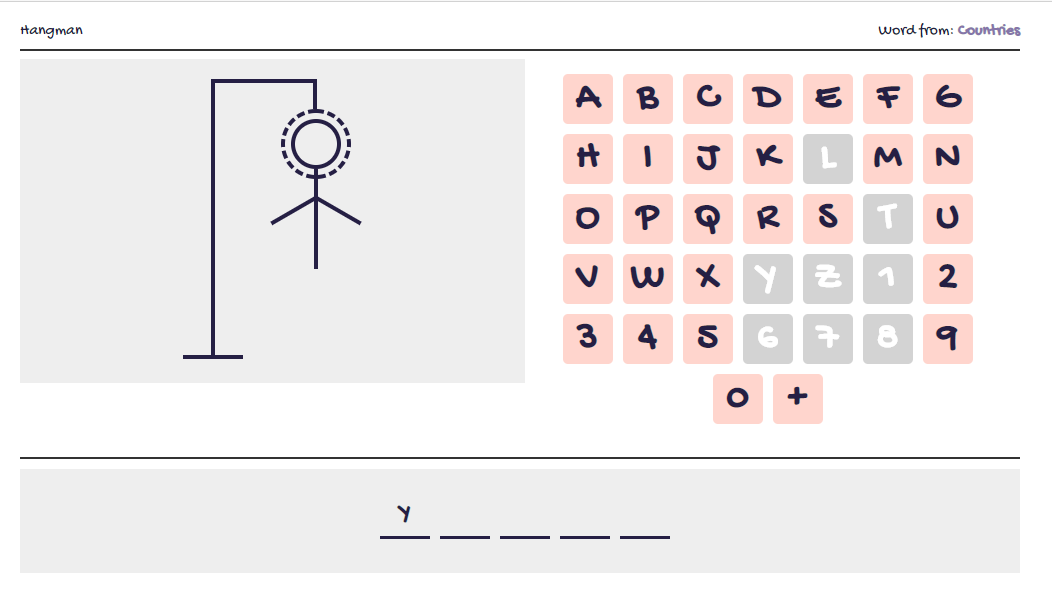 Hangman
Word from: Countries
A B C D E F G
H I J K L M N
O P Q R S T U
V W X Y Z 1 2
3 4 5 6 7 8 9
0 +
Y